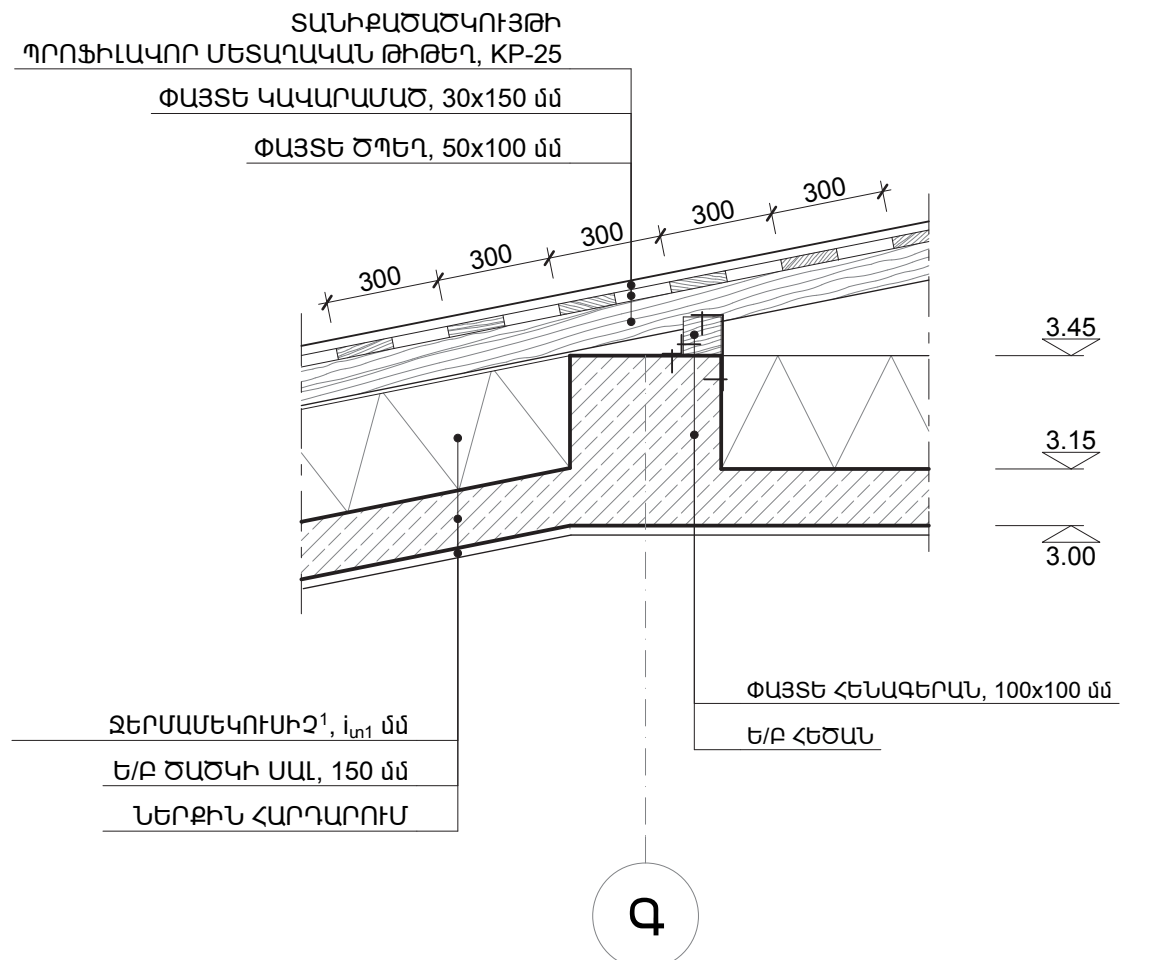 ՏԱՆԻՔԱԾԱԾԿՈՒՅԹԻ
ՊՐՈՖԻԼԱՎՈՐ ՄԵՏԱՂԱԿԱՆ ԹԻԹԵՂ, KP-25
ՓԱՅՏԵ ԿԱՎԱՐԱՄԱԾ, 30x150 մմ
ՓԱՅՏԵ ԾՊԵՂ, 50x100 մմ
300
300
300
300
300
3.45
3.15
3.00
ՓԱՅՏԵ ՀԵՆԱԳԵՐԱՆ, 100x100 մմ
Ե/Բ ՀԵԾԱՆ
ՋԵՐՄԱՄԵԿՈՒՍԻՉ¹, iտ1 մմ
Ե/Բ ԾԱԾԿԻ ՍԱԼ, 150 մմ
ՆԵՐՔԻՆ ՀԱՐԴԱՐՈՒՄ
Գ